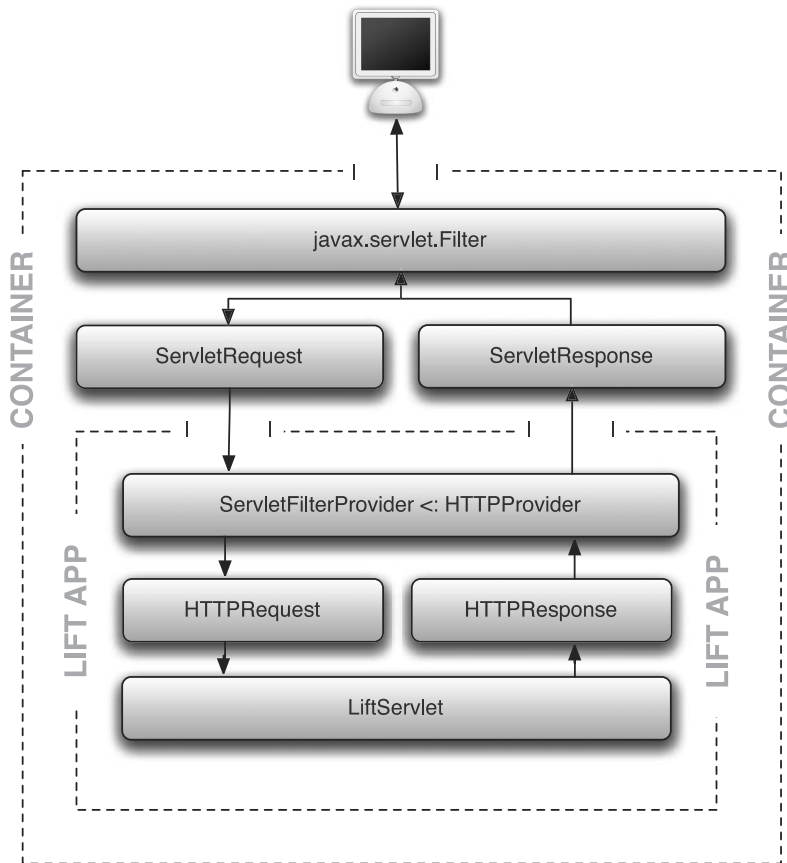 javax.servlet.Filter
CONTAINER
CONTAINER
ServletRequest
ServletResponse
ServletFilterProvider <: HTTPProvider
LIFT APP
LIFT APP
HTTPRequest
HTTPResponse
LiftServlet